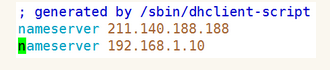 ; generated by /sbin/dhclient-script
nameserver 211.140.188.188
nameserver 192.168.1.10